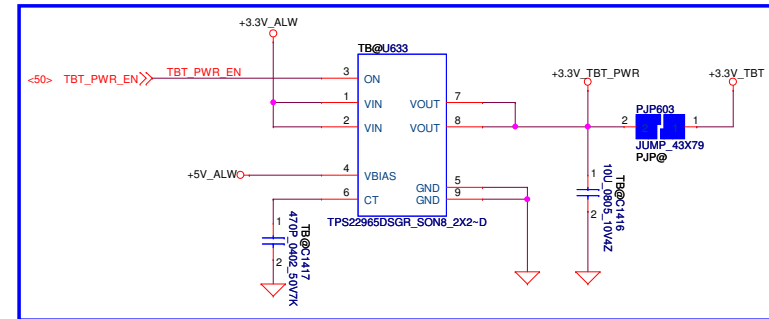 +3.3V_ALW
TB@U633
<50> TBT_PWR_EN
TBT_PWR_EN
3 ON
1 VIN VOUT 7
2 VIN VOUT 8
+3.3V_TBT_PWR
+3.3V_TBT
PJP603
2 2 1 1
JUMP_43X79
PJP@
+5V_ALW
4 VBIAS
6 CT
GND 5
GND 9
TPS22965DSGR_SON8_2X2~D
1
2
TB@C1417
470P_0402_50V7K
1
2
TB@C1416
10U_0805_10V4Z